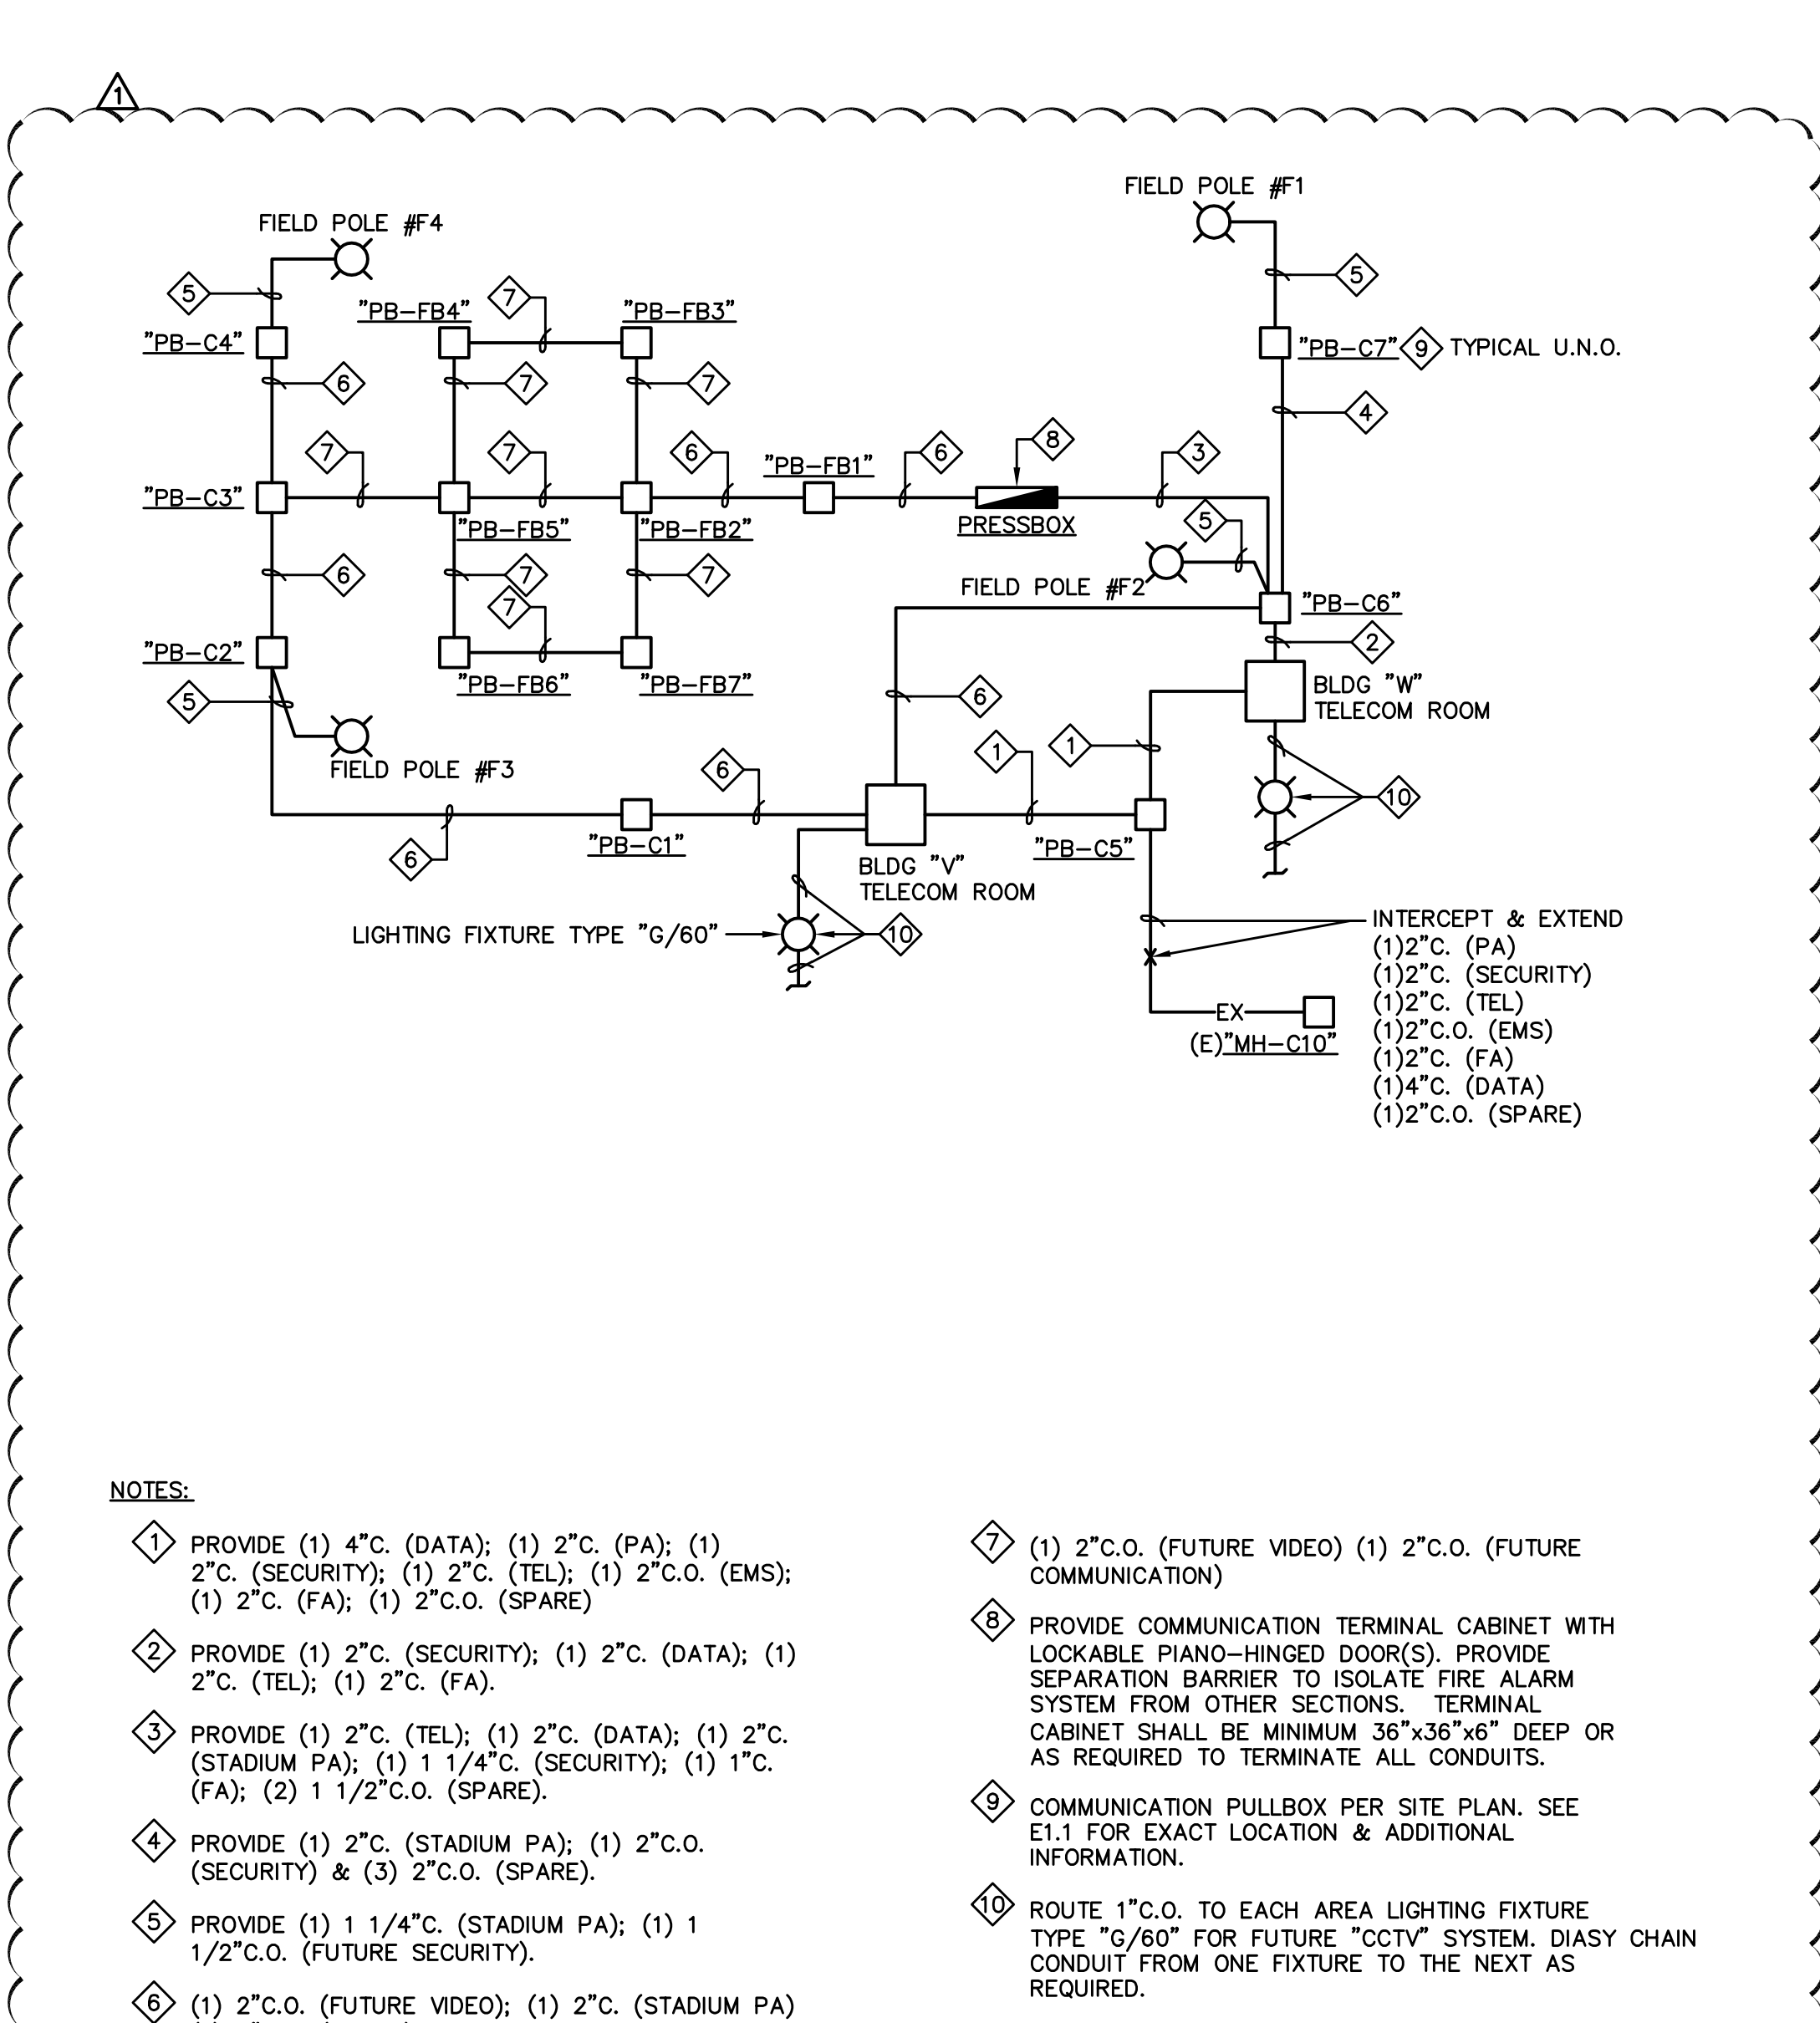 1
FIELD POLE #F1
FIELD POLE #F4
5
5
7
"PB-FB4"
"PB-FB3"
"PB-C4"
"PB-C7" 9 TYPICAL U.N.O.
6
7
7
4
7
7
6
"PB-FB1"
6
8
3
"PB-C3"
"PB-FB5"
"PB-FB2"
PRESSBOX
5
6
7
7
FIELD POLE #F2
7
"PB-C6"
2
"PB-C2"
"PB-FB6"
"PB-FB7"
5
6
BLDG "W"
TELECOM ROOM
FIELD POLE #F3
6
1
1
10
6
"PB-C1"
"PB-C5"
BLDG "V"
TELECOM ROOM
LIGHTING FIXTURE TYPE "G/60"
10
INTERCEPT & EXTEND
(1)2"C. (PA)
(1)2"C. (SECURITY)
(1)2"C. (TEL)
(1)2"C.O. (EMS)
(1)2"C. (FA)
(1)4"C. (DATA)
(1)2"C.O. (SPARE)
EX
(E)"MH-C10"
NOTES:
1 PROVIDE (1) 4"C. (DATA); (1) 2"C. (PA); (1)
2"C. (SECURITY); (1) 2"C. (TEL); (1) 2"C.O. (EMS);
(1) 2"C. (FA); (1) 2"C.O. (SPARE)
2 PROVIDE (1) 2"C. (SECURITY); (1) 2"C. (DATA); (1)
2"C. (TEL); (1) 2"C. (FA).
3 PROVIDE (1) 2"C. (TEL); (1) 2"C. (DATA); (1) 2"C.
(STADIUM PA); (1) 1 1/4"C. (SECURITY); (1) 1"C.
(FA); (2) 1 1/2"C.O. (SPARE).
4 PROVIDE (1) 2"C. (STADIUM PA); (1) 2"C.O.
(SECURITY) & (3) 2"C.O. (SPARE).
5 PROVIDE (1) 1 1/4"C. (STADIUM PA); (1) 1
1/2"C.O. (FUTURE SECURITY).
6 (1) 2"C.O. (FUTURE VIDEO); (1) 2"C. (STADIUM PA)
7 (1) 2"C.O. (FUTURE VIDEO) (1) 2"C.O. (FUTURE
COMMUNICATION)
8 PROVIDE COMMUNICATION TERMINAL CABINET WITH
LOCKABLE PIANO-HINGED DOOR(S). PROVIDE
SEPARATION BARRIER TO ISOLATE FIRE ALARM
SYSTEM FROM OTHER SECTIONS. TERMINAL
CABINET SHALL BE MINIMUM 36"x36"x6" DEEP OR
AS REQUIRED TO TERMINATE ALL CONDUITS.
9 COMMUNICATION PULLBOX PER SITE PLAN. SEE
E1.1 FOR EXACT LOCATION & ADDITIONAL
INFORMATION.
10 ROUTE 1"C.O. TO EACH AREA LIGHTING FIXTURE
TYPE "G/60" FOR FUTURE "CCTV" SYSTEM. DIASY CHAIN
CONDUIT FROM ONE FIXTURE TO THE NEXT AS
REQUIRED.